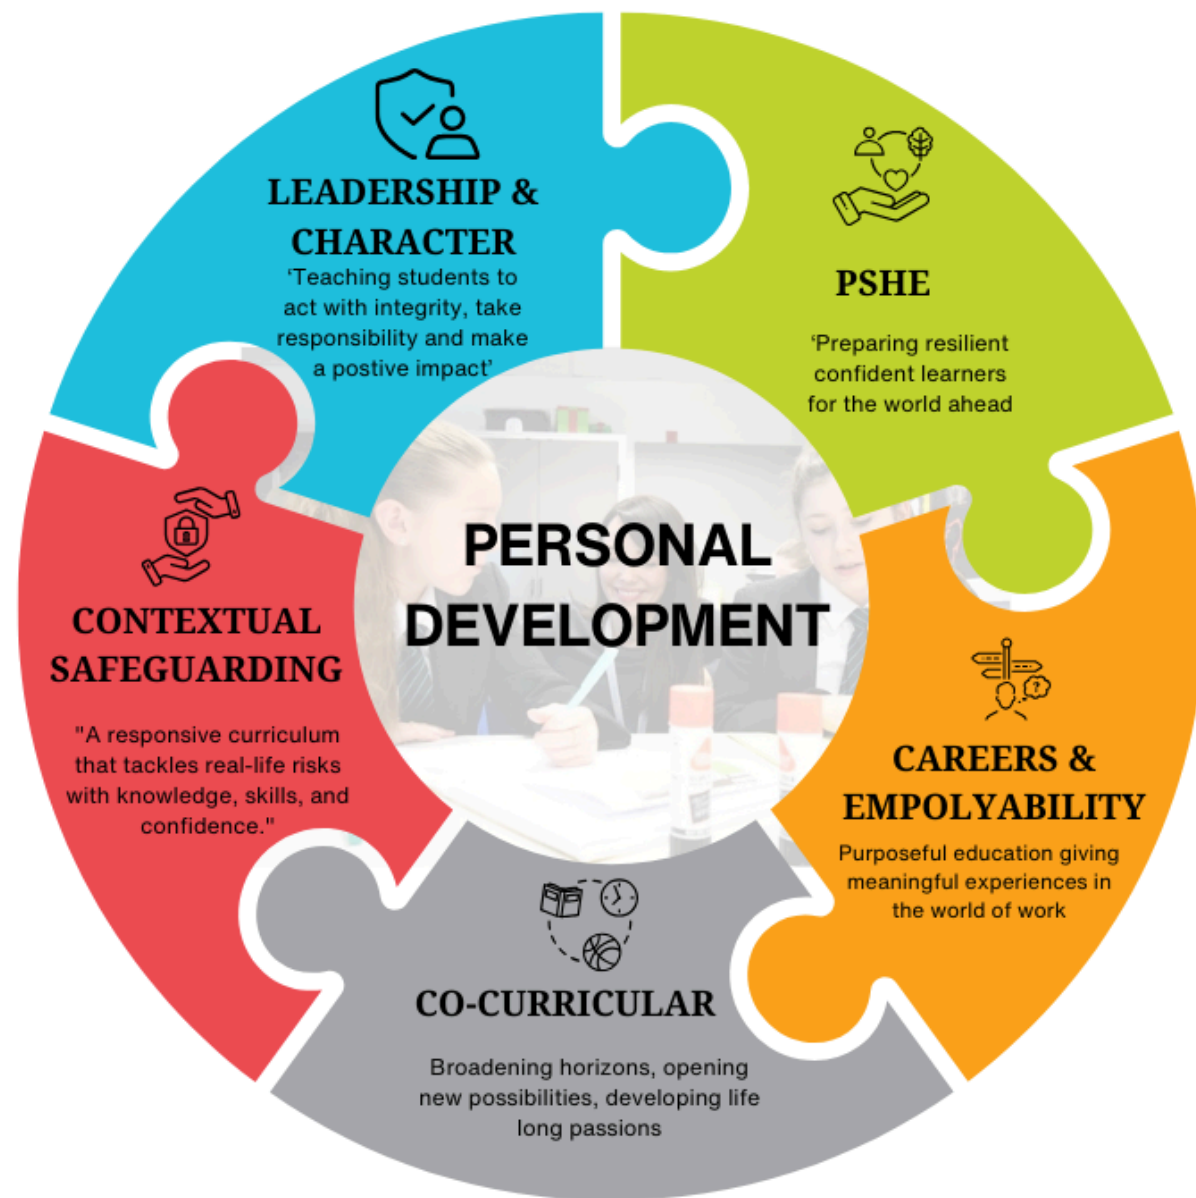 LEADERSHIP &
CHARACTER
‘Teaching students to
act with integrity, take
responsibility and make
a postive impact’
PSHE
‘Preparing resilient
confident learners
for the world ahead
PERSONAL
DEVELOPMENT
CONTEXTUAL
SAFEGUARDING
"A responsive curriculum
that tackles real-life risks
with knowledge, skills, and
confidence."
CAREERS &
EMPOLYABILITY
Purposeful education giving
meaningful experiences in
the world of work
CO-CURRICULAR
Broadening horizons, opening
new possibilities, developing life
long passions